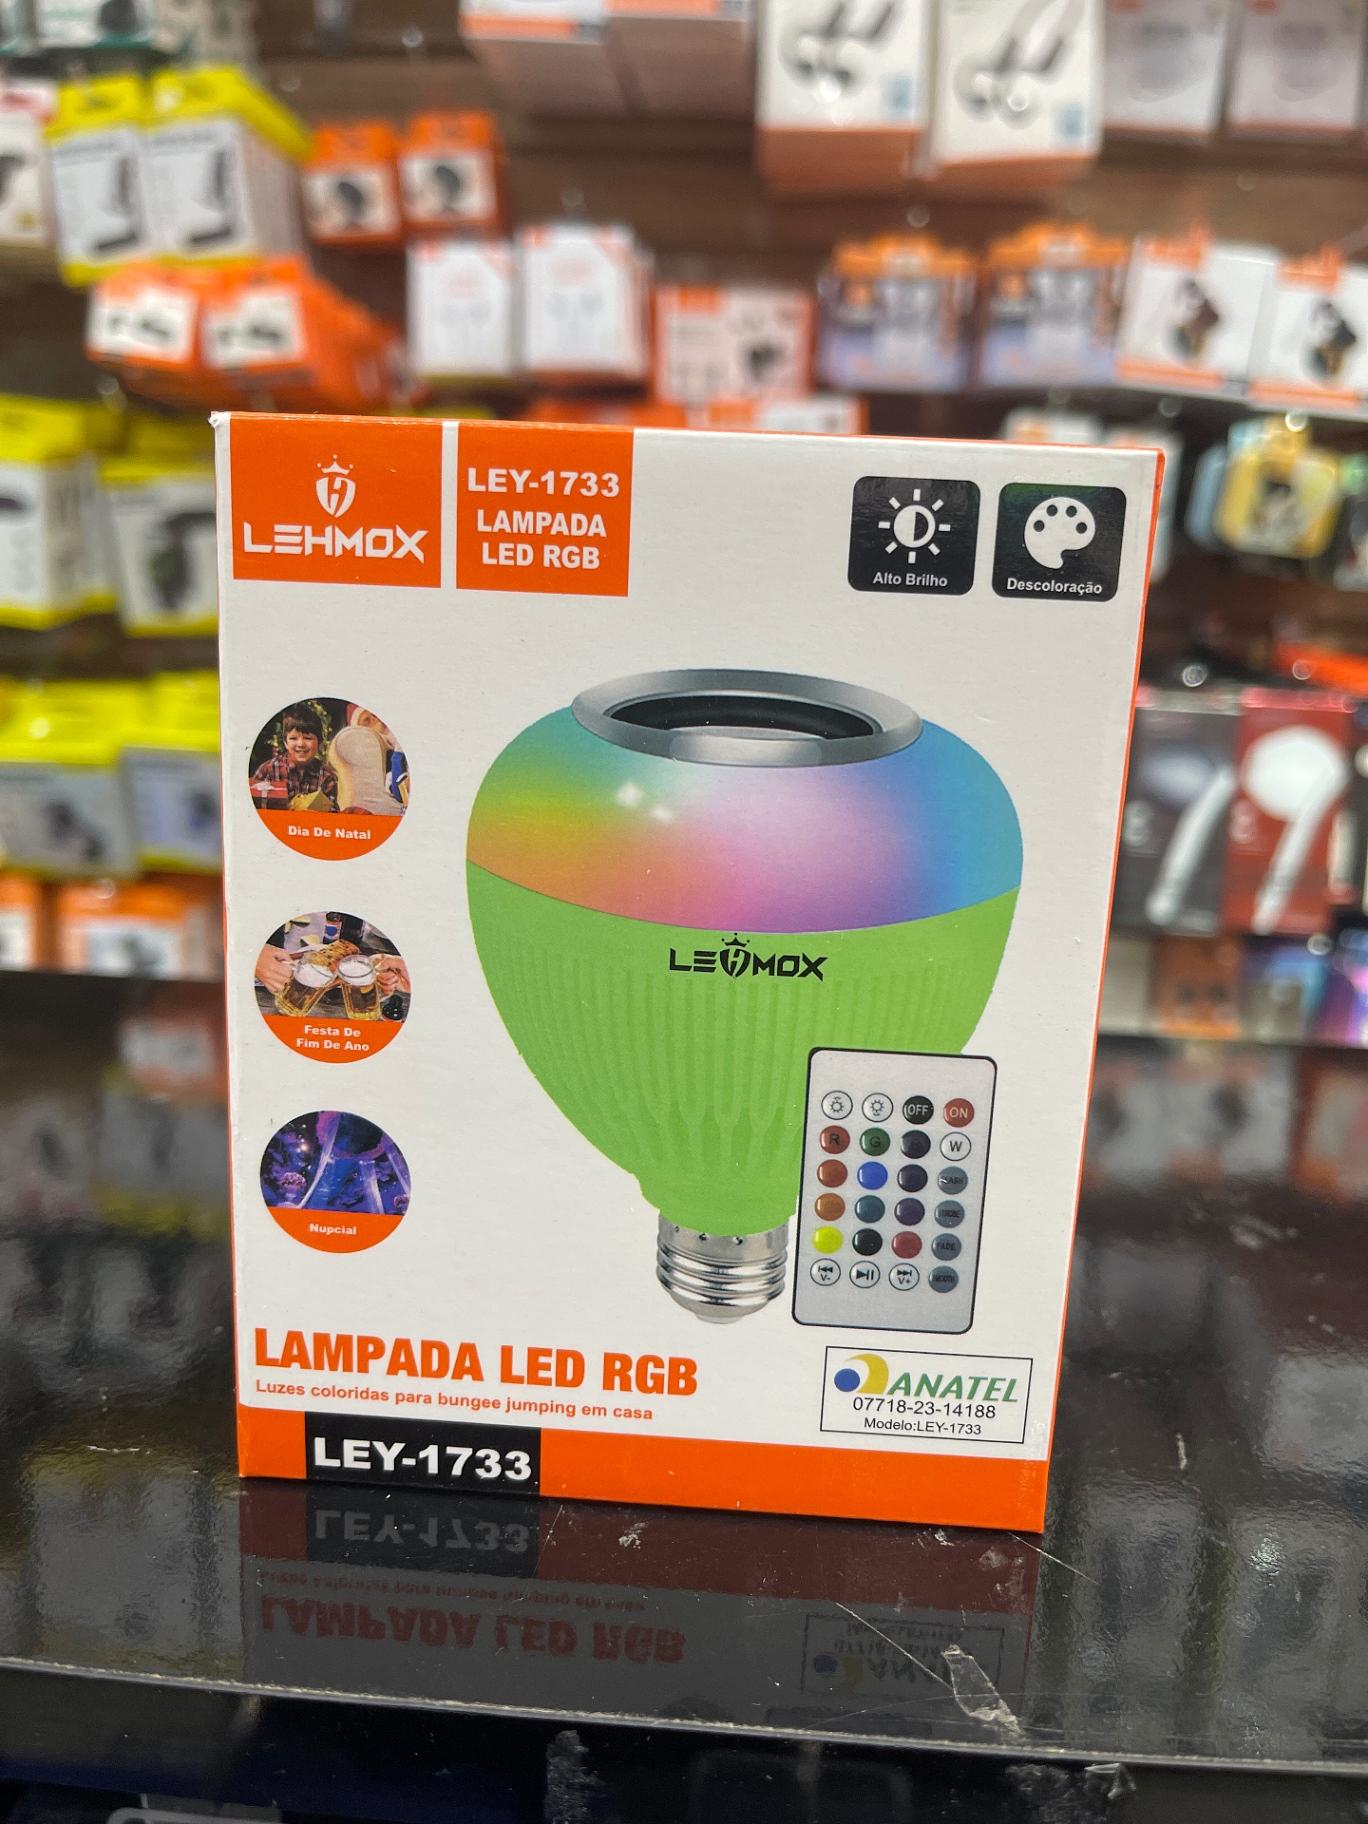 LEHMOX
LEY-1733
LAMPADA
LED RGB
Alto Brilho
Descoloração
Dia De Natal
Festa De
Fim De Ano
Nupcial
LEHMOX
OFF
ON
R
G
W
FADE
V-
V+
LAMPADA LED RGB
Luzes coloridas para bungee jumping em casa
ANATEL
07718-23-14188
Modelo:LEY-1733
LEY-1733